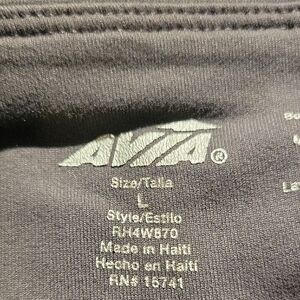 AVIA®
Size/Talla
L
Style/Estilo
RH4W870
Made in Haiti
Hecho en Haiti
RN# 15741